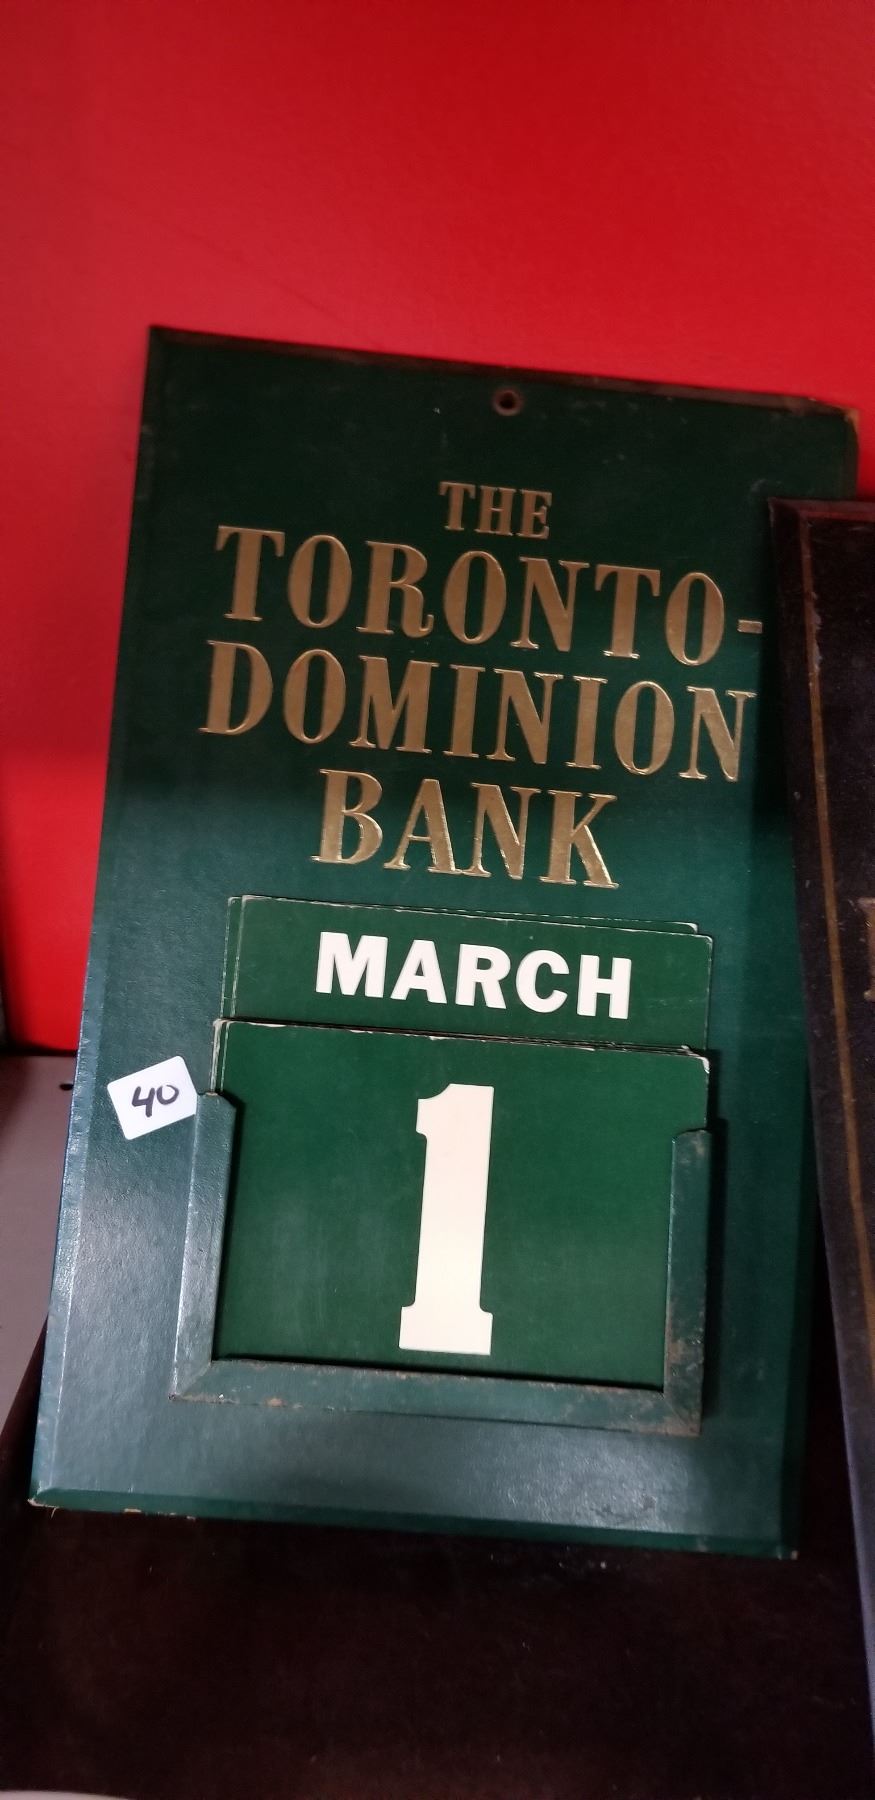 THE
TORONTO-
DOMINION
BANK
MARCH
40
1